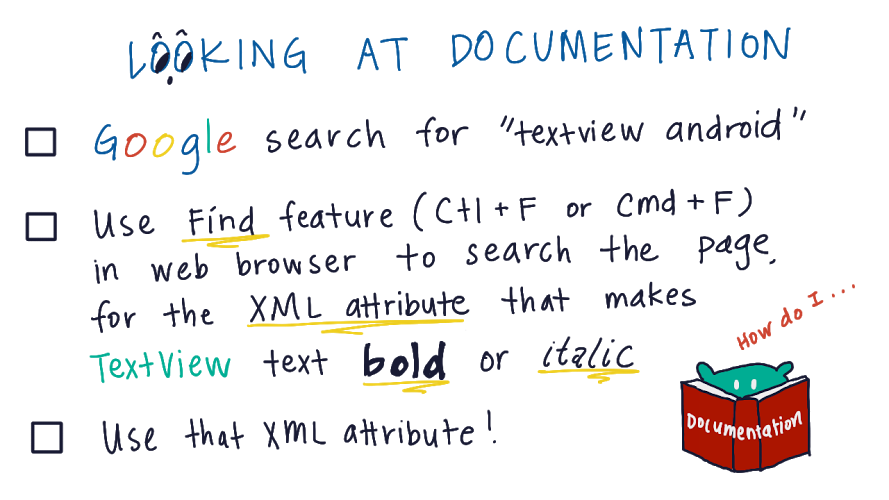 LOOKING AT DOCUMENTATION
Google search for "textview android"
Use Find feature (Ctl+F or Cmd+F)
in web browser to search the page.
for the XML attribute that makes
TextView text bold or italic
Use that XML attribute!
How do I...
Documentation